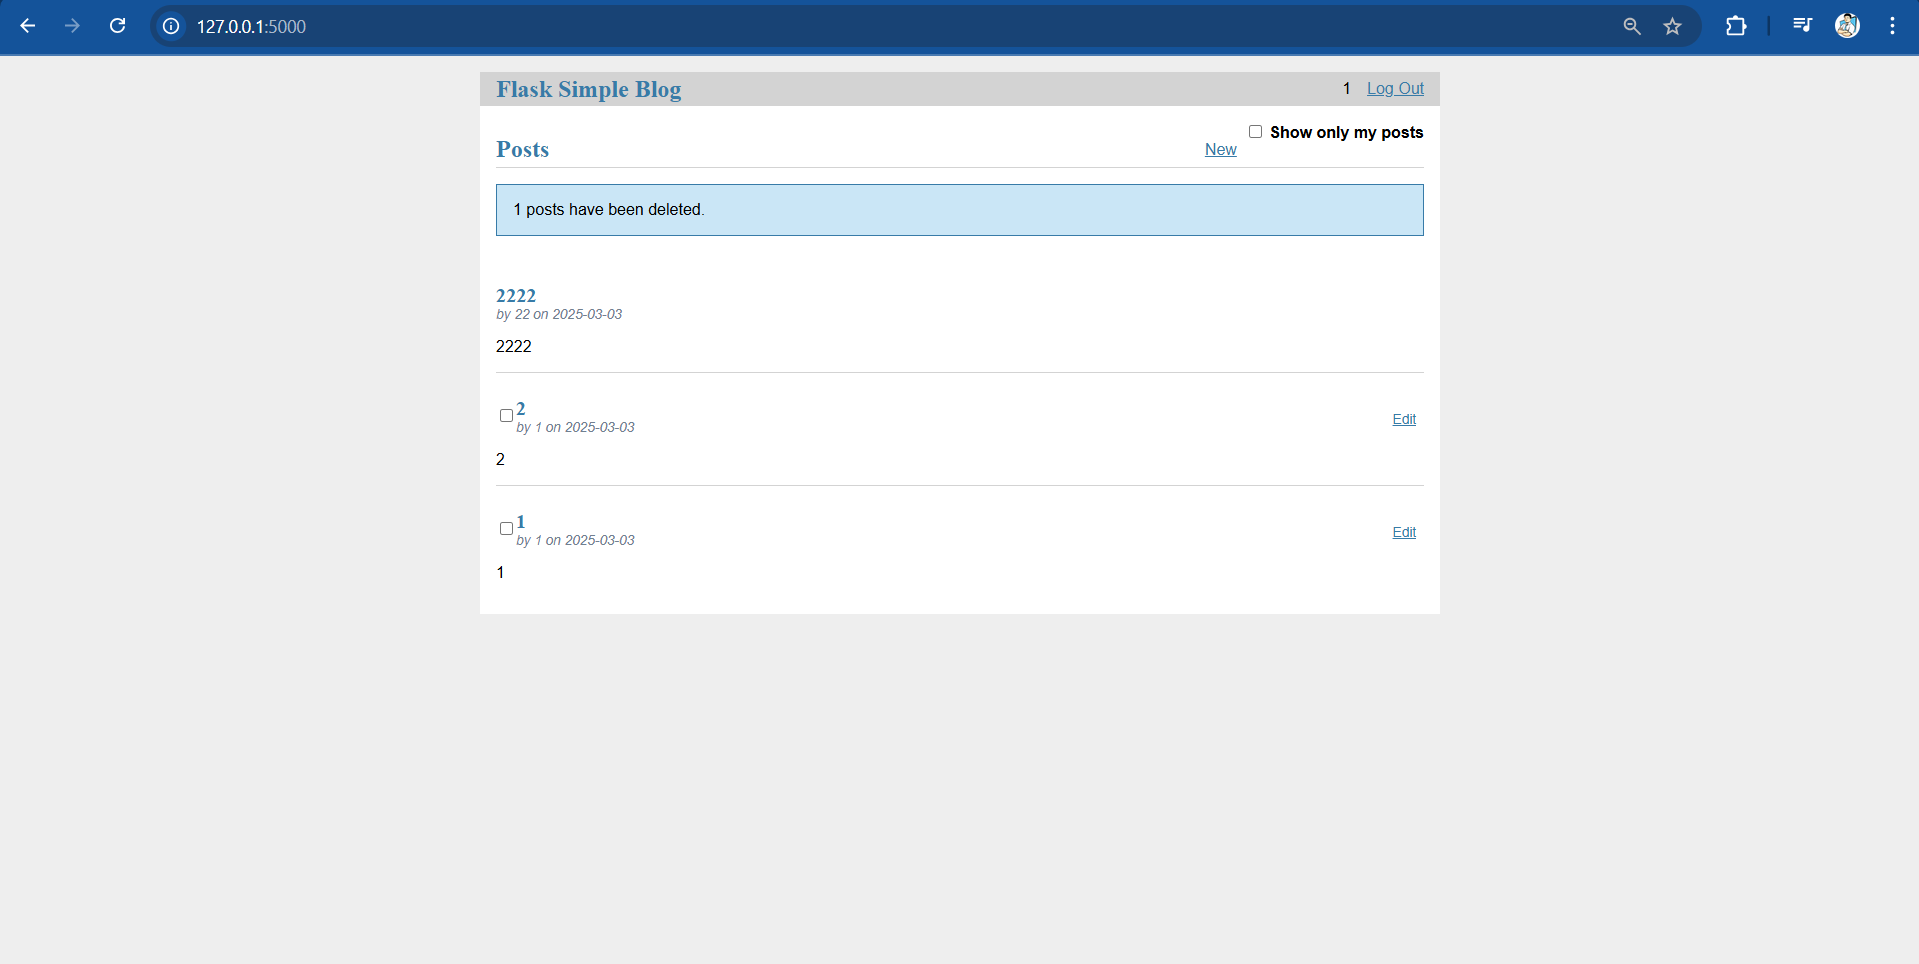 127.0.0.1:5000
Flask Simple Blog 1 Log Out
Show only my posts
Posts New
1 posts have been deleted.
2222
by 22 on 2025-03-03
2222
2
by 1 on 2025-03-03
Edit
2
1
by 1 on 2025-03-03
Edit
1